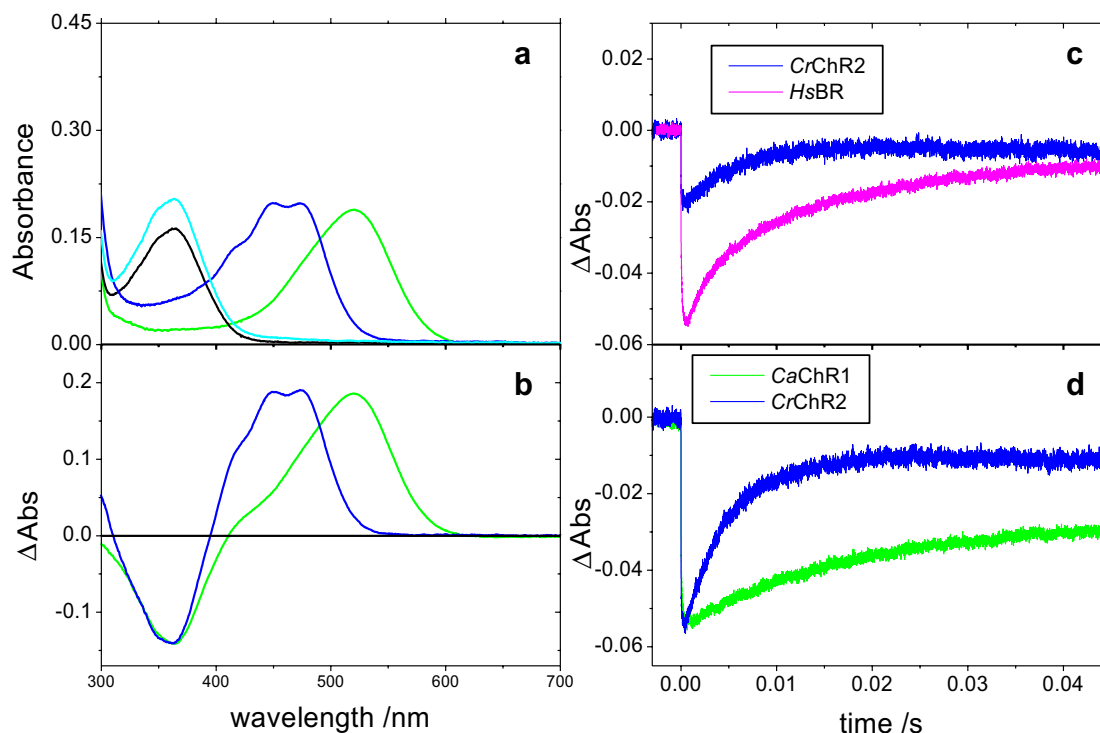 a
Absorbance
0.45
0.30
0.15
0.00
b
ΔAbs
0.2
0.1
0.0
-0.1
300 400 500 600 700
wavelength /nm
c
CrChR2
HsBR
ΔAbs
0.02
0.00
-0.02
-0.04
-0.06
d
CaChR1
CrChR2
ΔAbs
0.00
-0.02
-0.04
-0.06
0.00 0.01 0.02 0.03 0.04
time /s